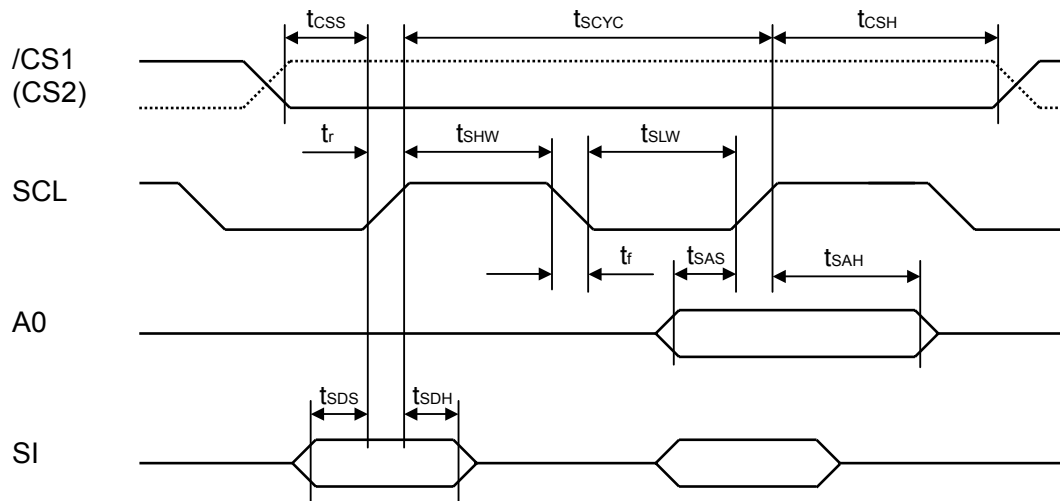 tCSS tSCYC tCSH
/CS1
(CS2)
tr tSHW tSLW
SCL
tf tSAS tSAH
A0
tSDS tSDH
SI